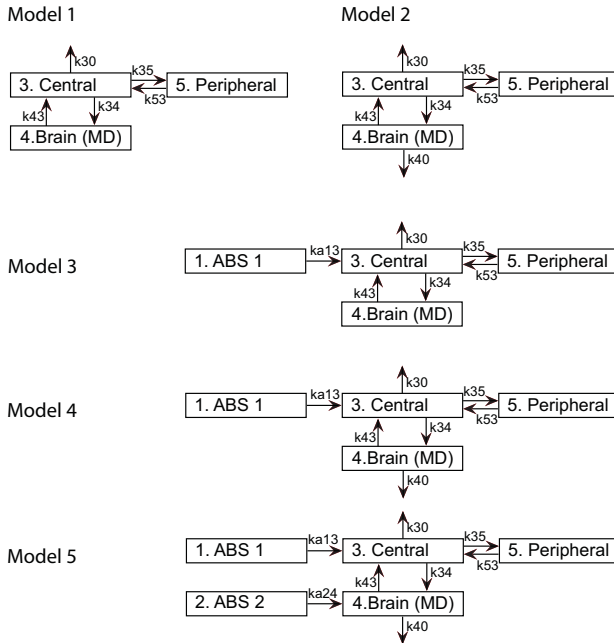 Model 1
Model 2
k30
k30
3. Central
k35
k53
5. Peripheral
3. Central
k35
k53
5. Peripheral
k43
k34
k43
k34
4.Brain (MD)
4.Brain (MD)
k40
Model 3
k30
1. ABS 1
ka13
3. Central
k35
k53
5. Peripheral
k43
k34
4.Brain (MD)
Model 4
k30
1. ABS 1
ka13
3. Central
k35
k53
5. Peripheral
k43
k34
4.Brain (MD)
k40
Model 5
k30
1. ABS 1
ka13
3. Central
k35
k53
5. Peripheral
k43
k34
2. ABS 2
ka24
4.Brain (MD)
k40